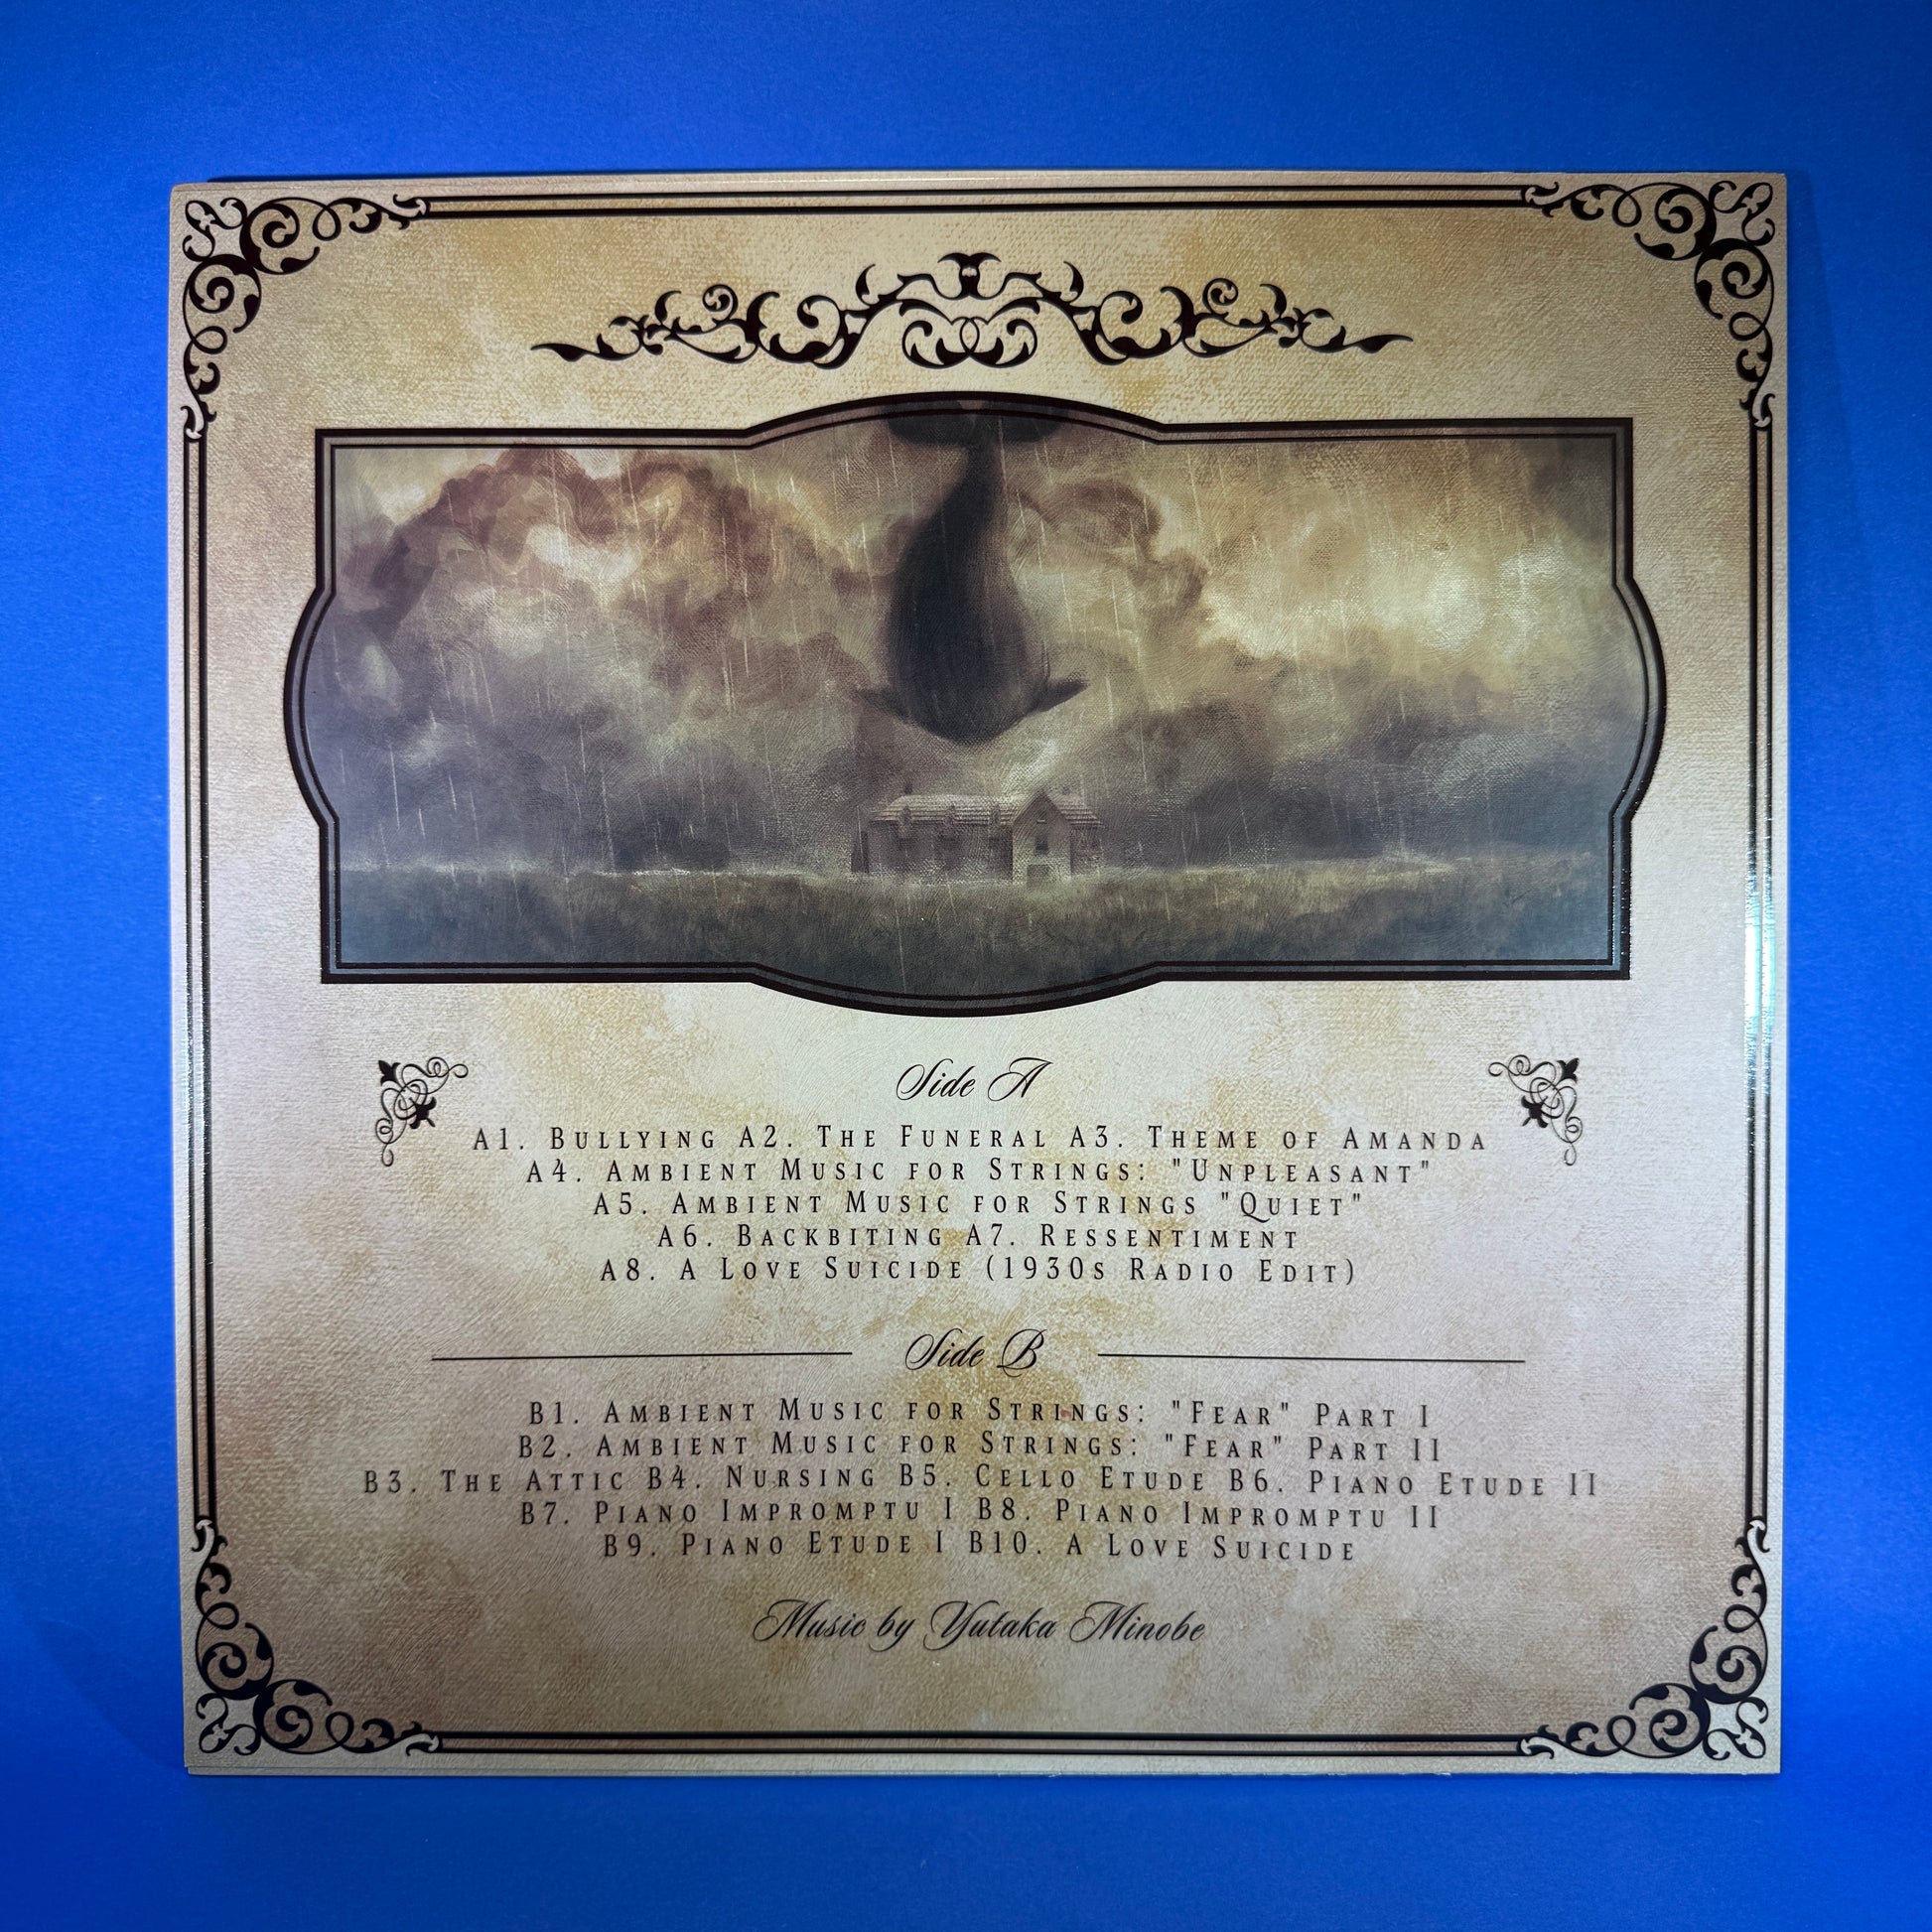 Side A
A1. Bullying A2. The Funeral A3. Theme of Amanda
A4. Ambient Music for Strings: "Unpleasant"
A5. Ambient Music for Strings "Quiet"
A6. Backbiting A7. Ressentiment
A8. A Love Suicide (1930s Radio Edit)
Side B
B1. Ambient Music for Strings: "Fear" Part I
B2. Ambient Music for Strings: "Fear" Part II
B3. The Attic B4. Nursing B5. Cello Etude B6. Piano Etude II
B7. Piano Impromptu I B8. Piano Impromptu II
B9. Piano Etude I B10. A Love Suicide
Music by Yutaka Minobe